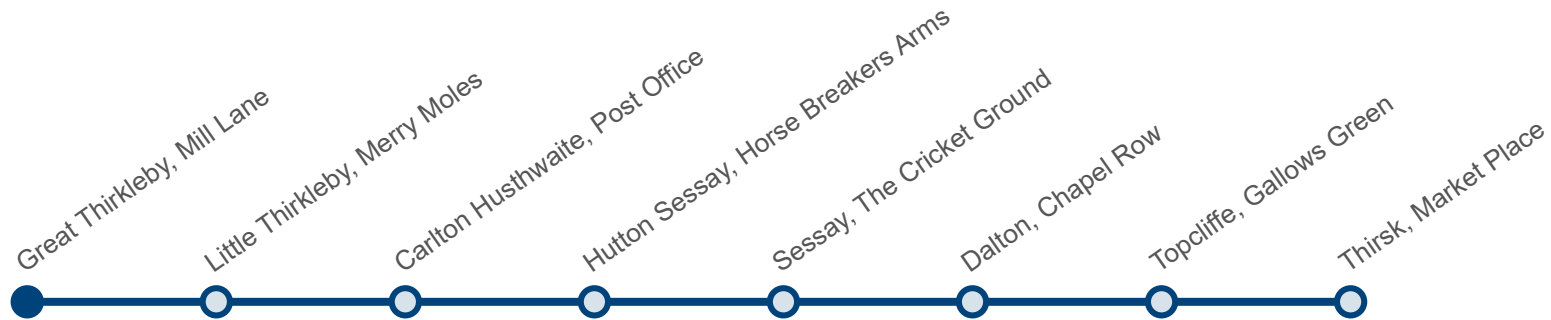 Great Thirkleby, Mill Lane
Little Thirkleby, Merry Moles
Carlton Husthwaite, Post Office
Hutton Sessay, Horse Breakers Arms
Sessay, The Cricket Ground
Dalton, Chapel Row
Topcliffe, Gallows Green
Thirsk, Market Place